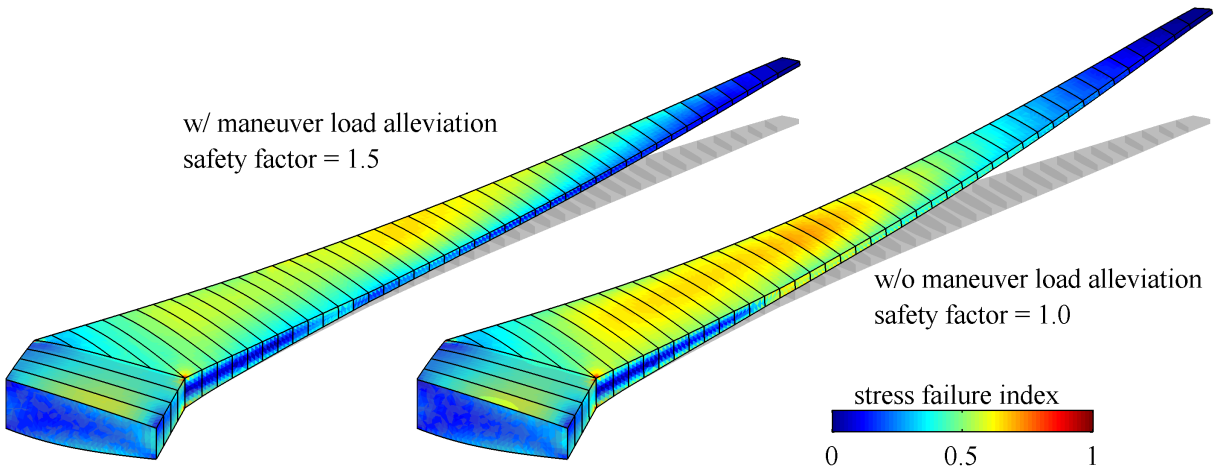 w/ maneuver load alleviation
safety factor = 1.5
w/o maneuver load alleviation
safety factor = 1.0
stress failure index
0 0.5 1